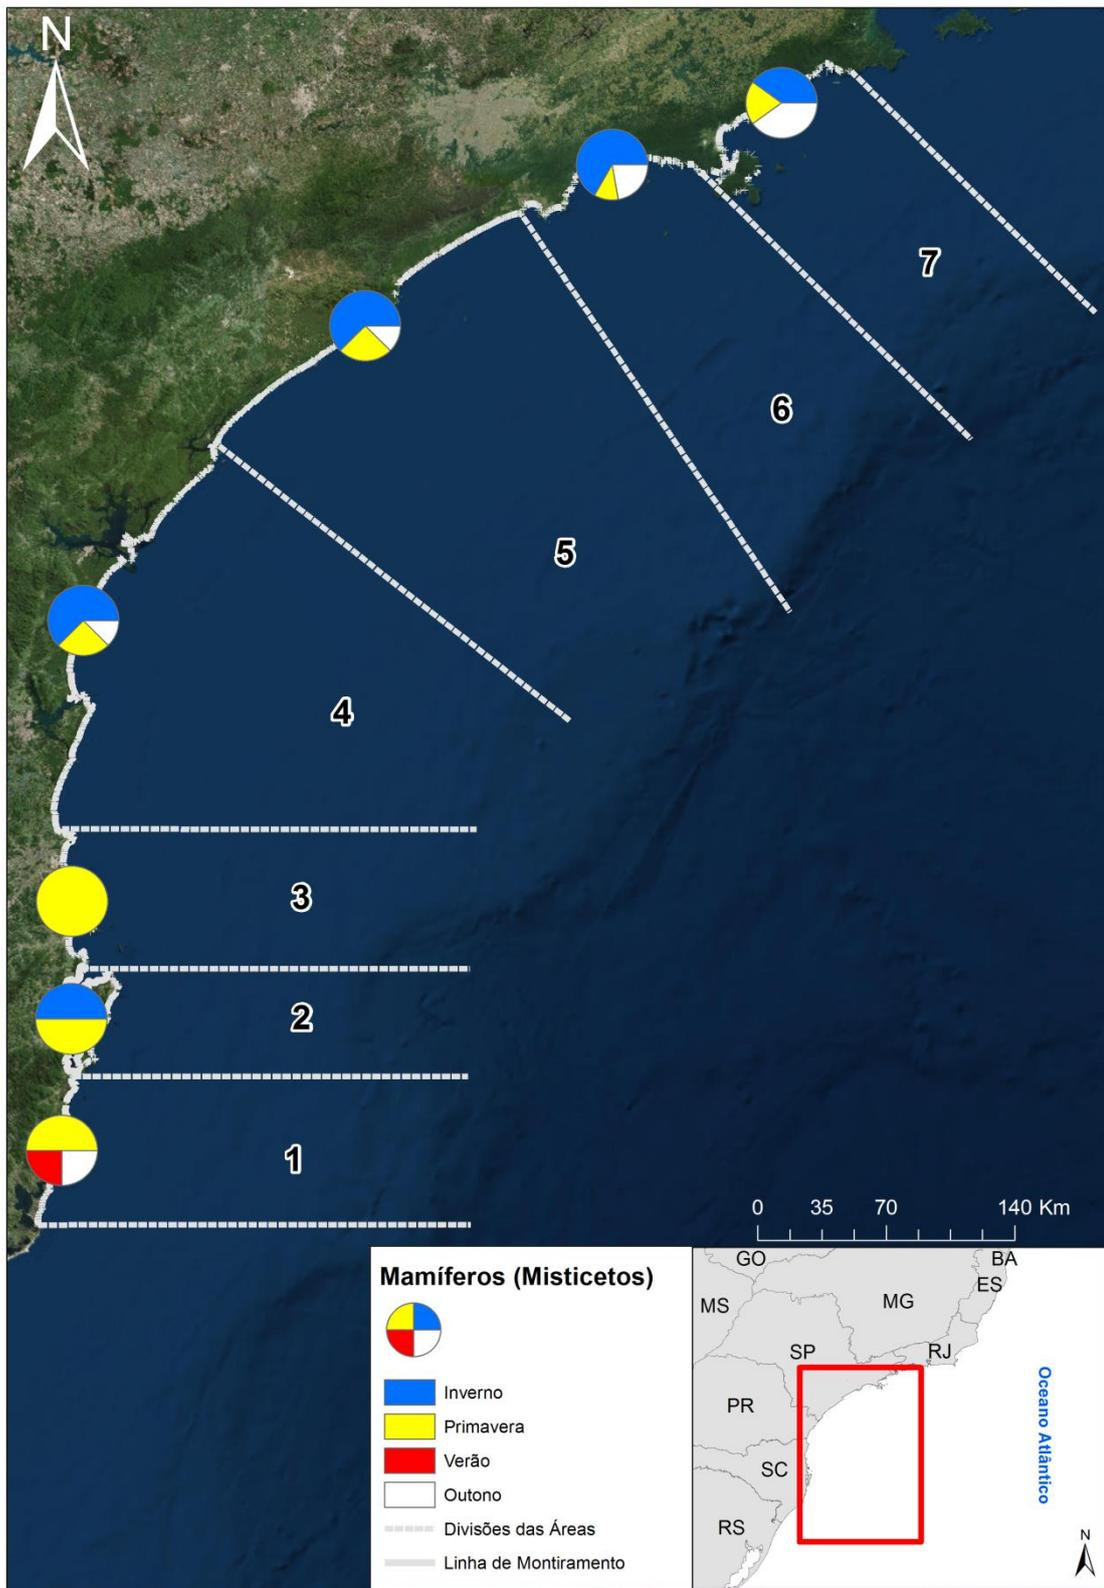 N
7
6
5
4
3
2
1
0 35 70 140 Km
Mamíferos (Misticetos)
Inverno
Primavera
Verão
Outono
Divisões das Áreas
Linha de Montiramento
GO
BA
ES
MS
MG
SP
RJ
PR
SC
RS
Oceano Atlântico
N